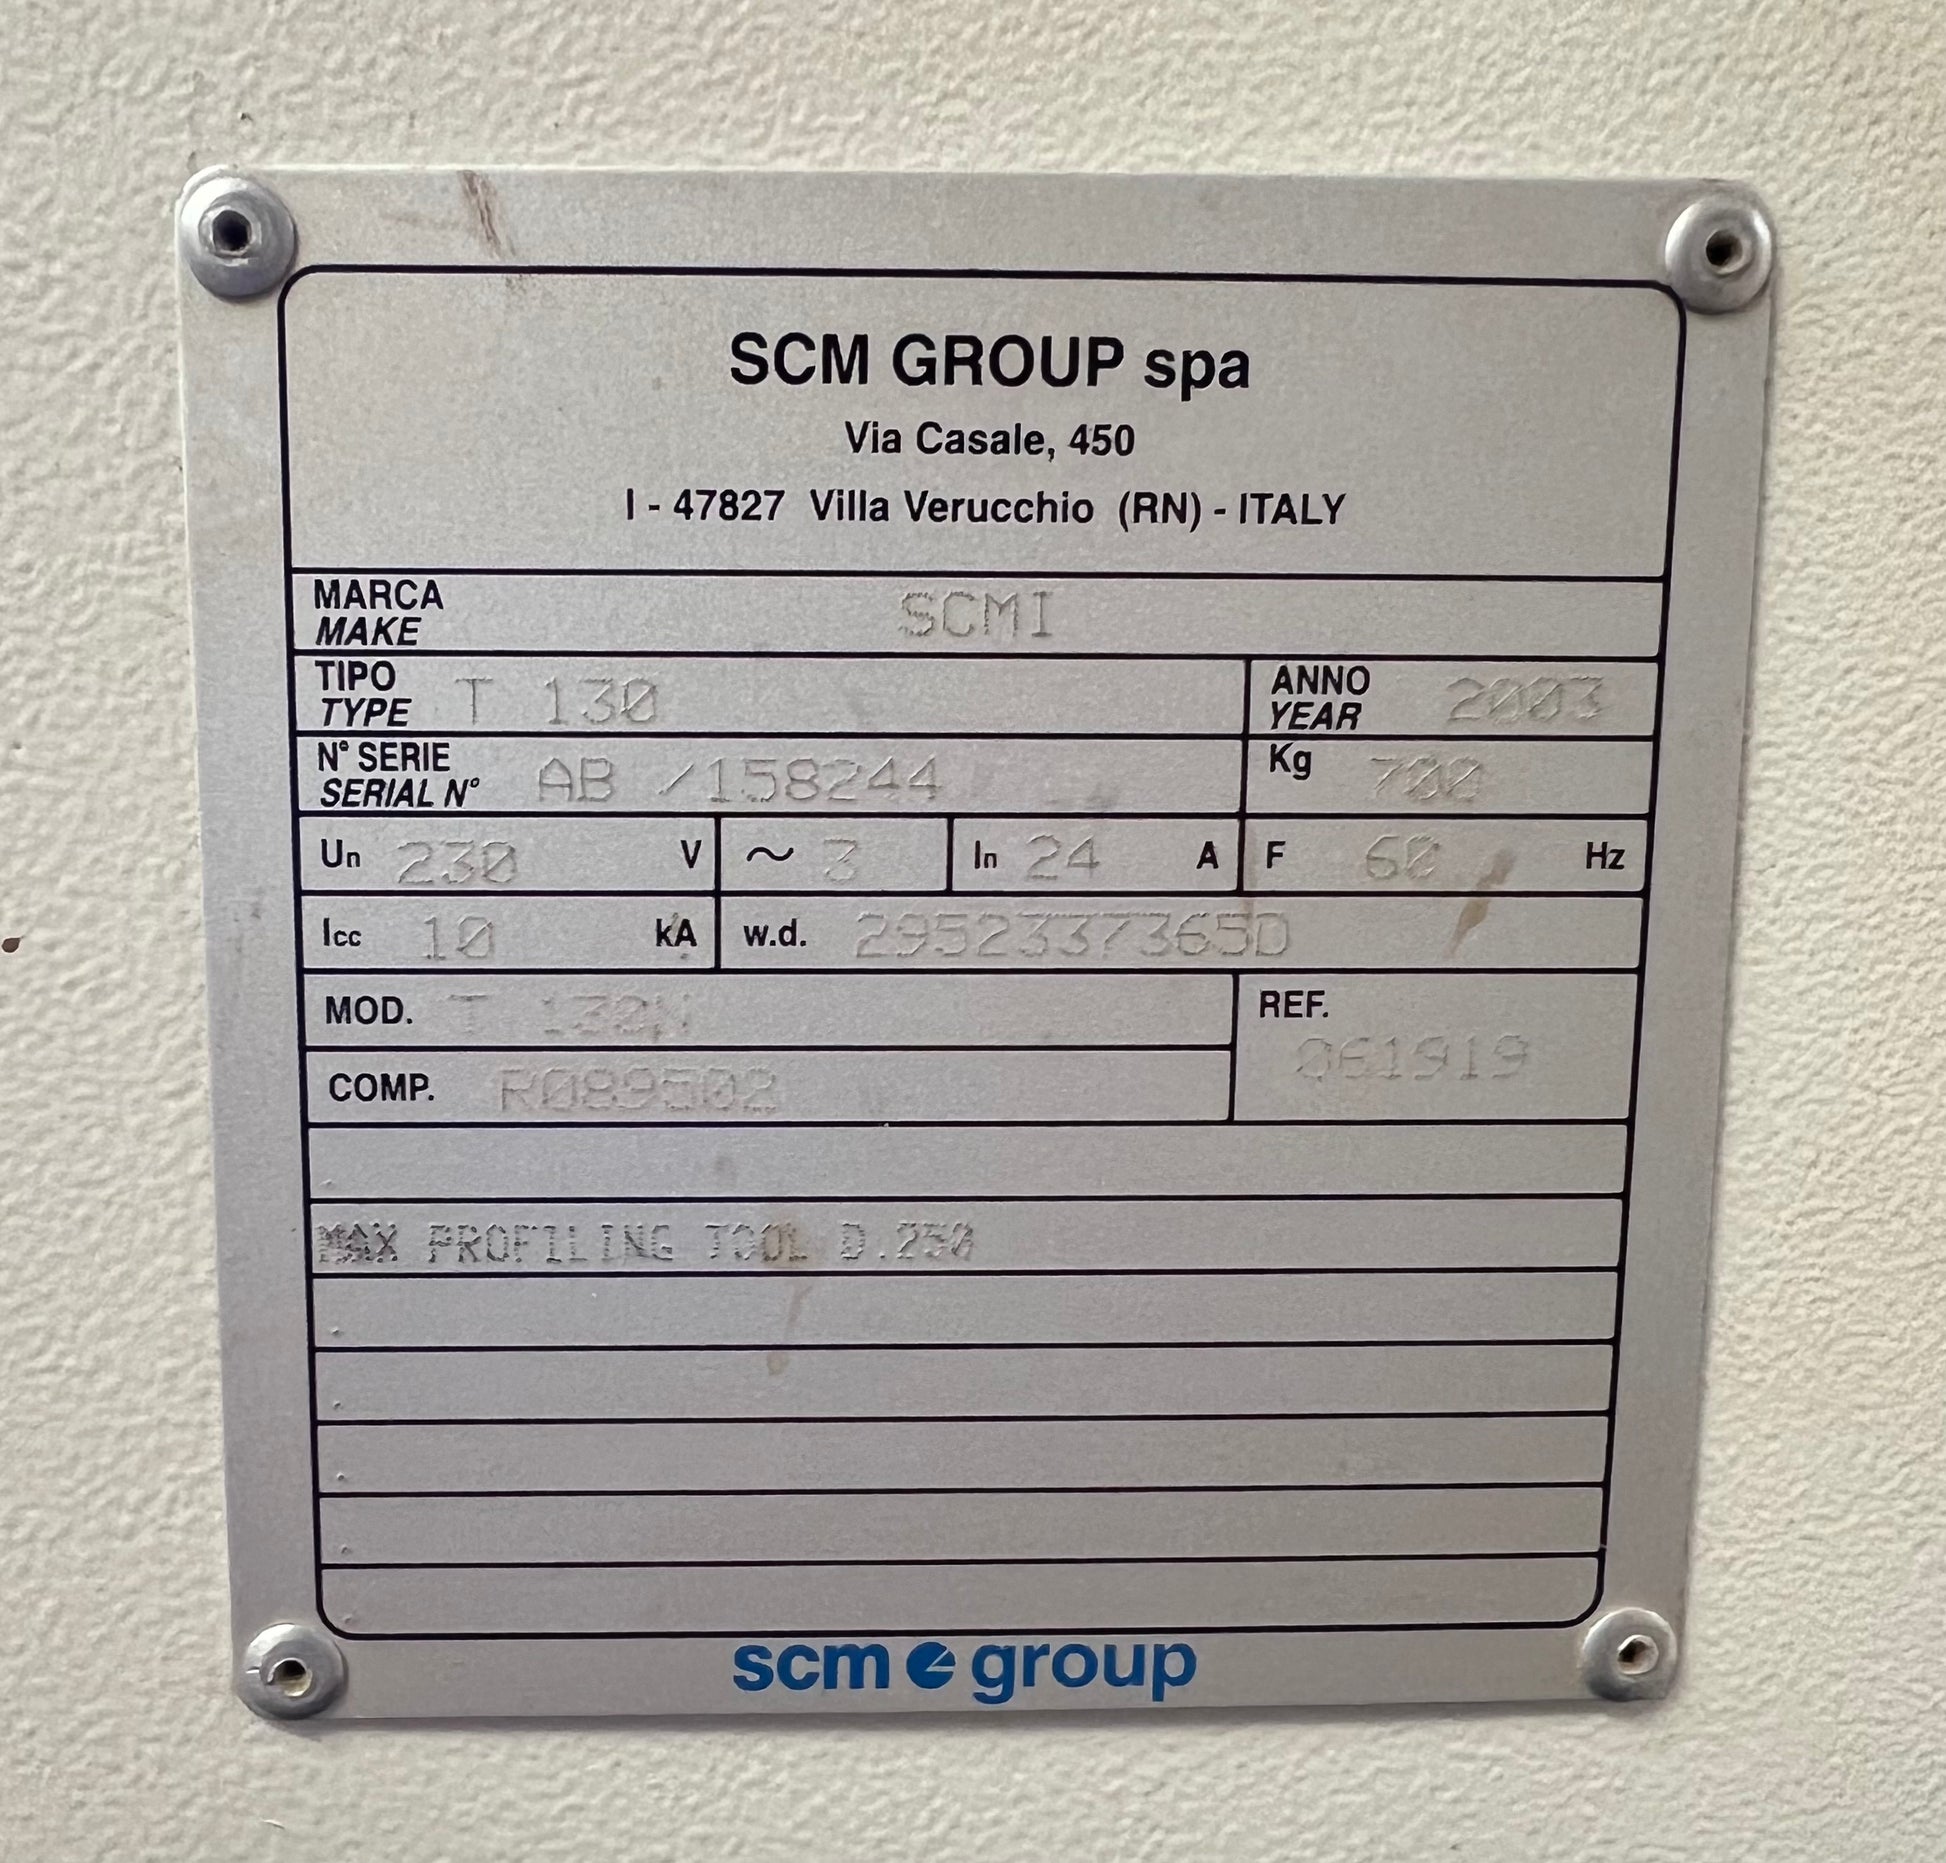 SCM GROUP spa
Via Casale, 450
I - 47827 Villa Verucchio (RN) - ITALY
MARCA
MAKE
SCMI
TIPO
TYPE
T 130
ANNO
YEAR
2003
N° SERIE
SERIAL N°
AB /158244
Kg 700
Un 230 V ~ 3 In 24 A F 60 Hz
Icc 10 kA w.d. 29523373650
MOD. T 130N
REF.
061919
COMP. R089502
MAX PROFILING TOOL D.250
scm group